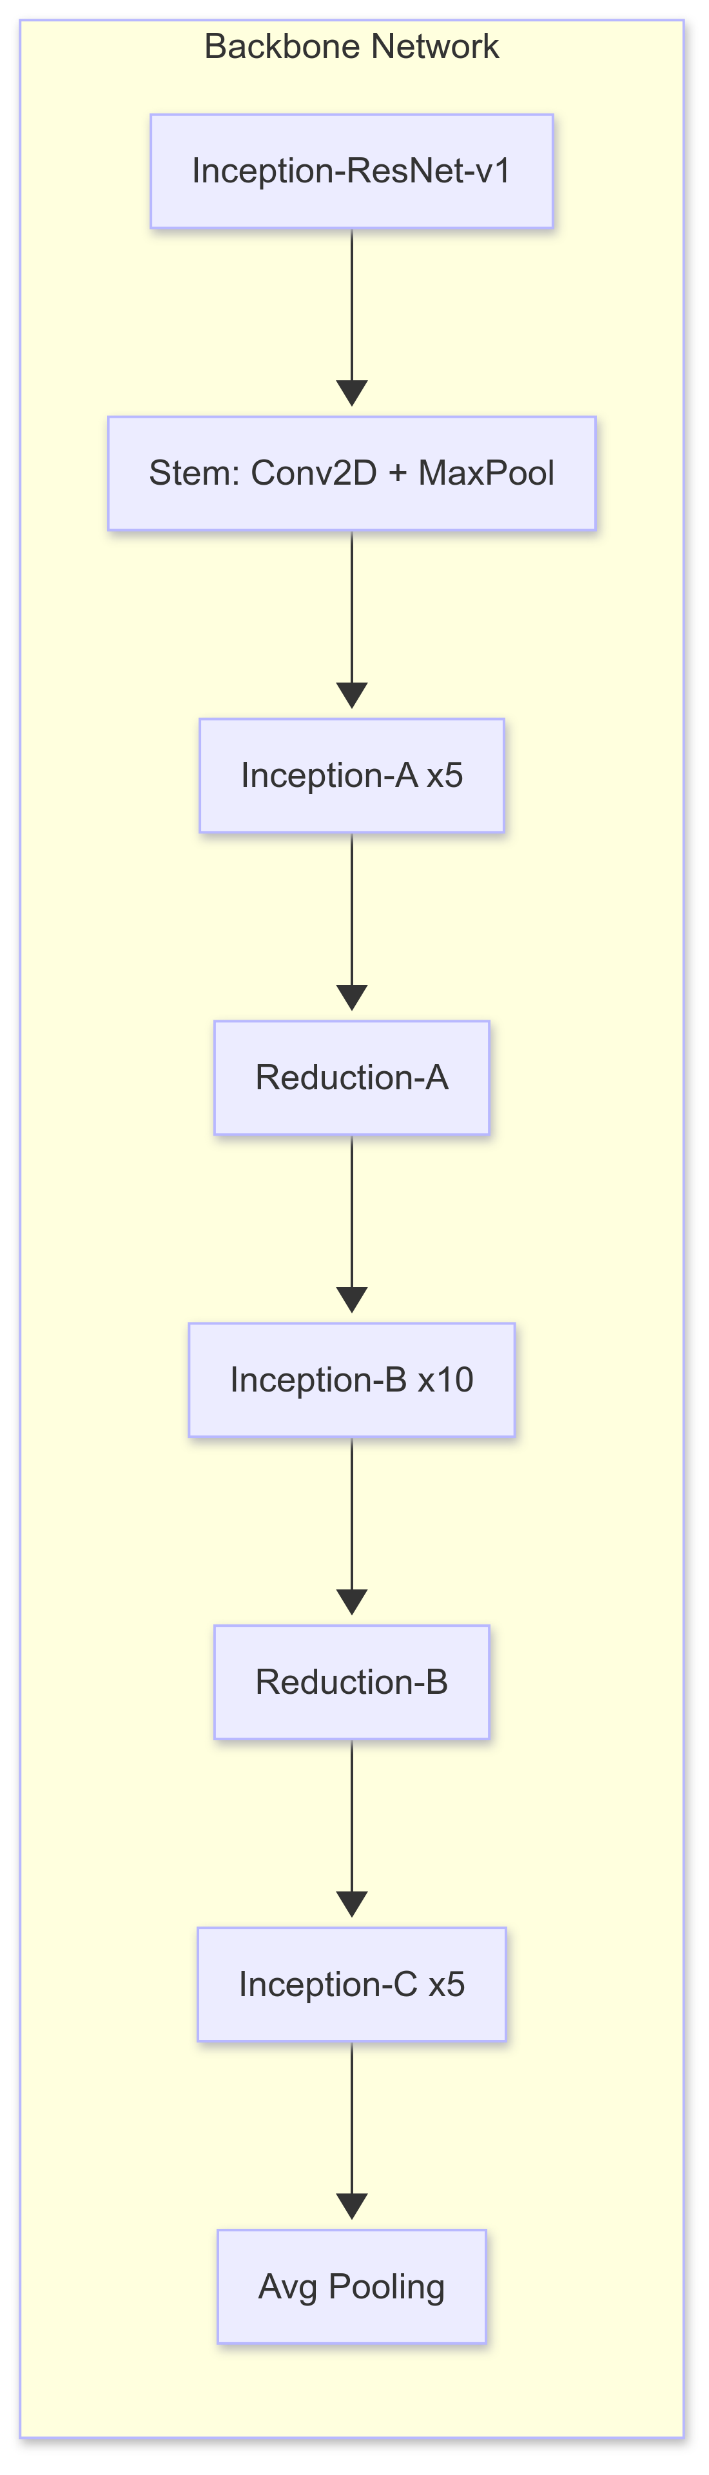 Backbone Network
Inception-ResNet-v1
Stem: Conv2D + MaxPool
Inception-A x5
Reduction-A
Inception-B x10
Reduction-B
Inception-C x5
Avg Pooling